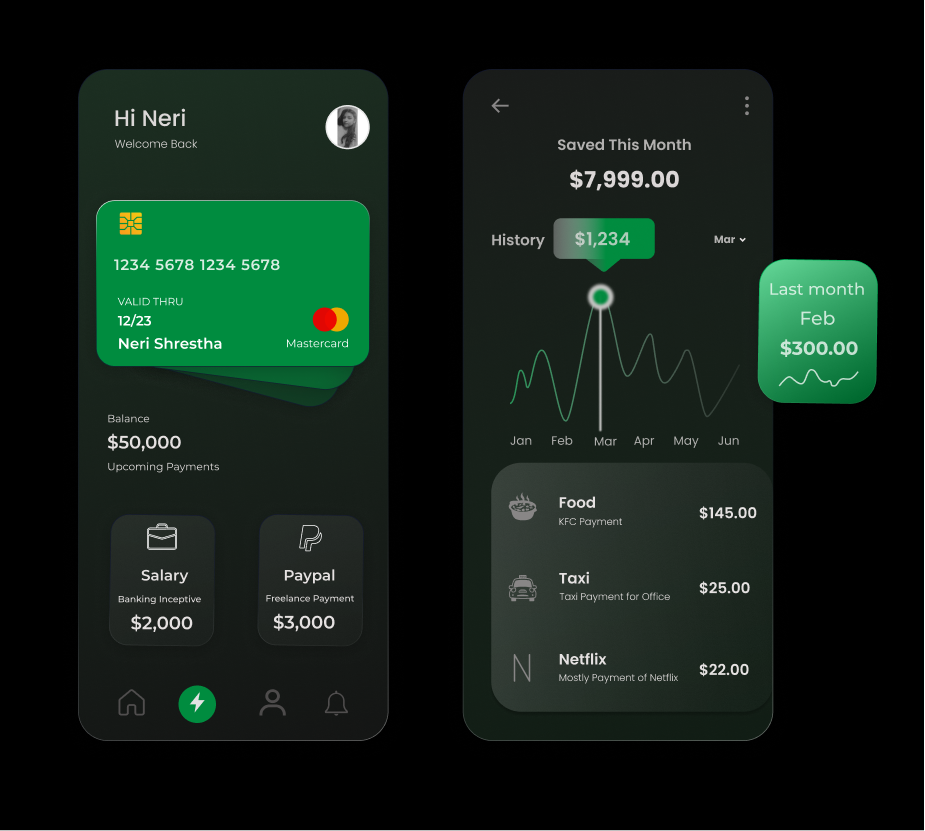 Hi Neri
Welcome Back
1234 5678 1234 5678
VALID THRU
12/23
Neri Shrestha
Mastercard
Balance
$50,000
Upcoming Payments
Salary
Banking Inceptive
$2,000
Paypal
Freelance Payment
$3,000
Saved This Month
$7,999.00
History
$1,234
Mar
Last month
Feb
$300.00
Jan Feb Mar Apr May Jun
Food
KFC Payment
$145.00
Taxi
Taxi Payment for Office
$25.00
N
Netflix
Mostly Payment of Netflix
$22.00